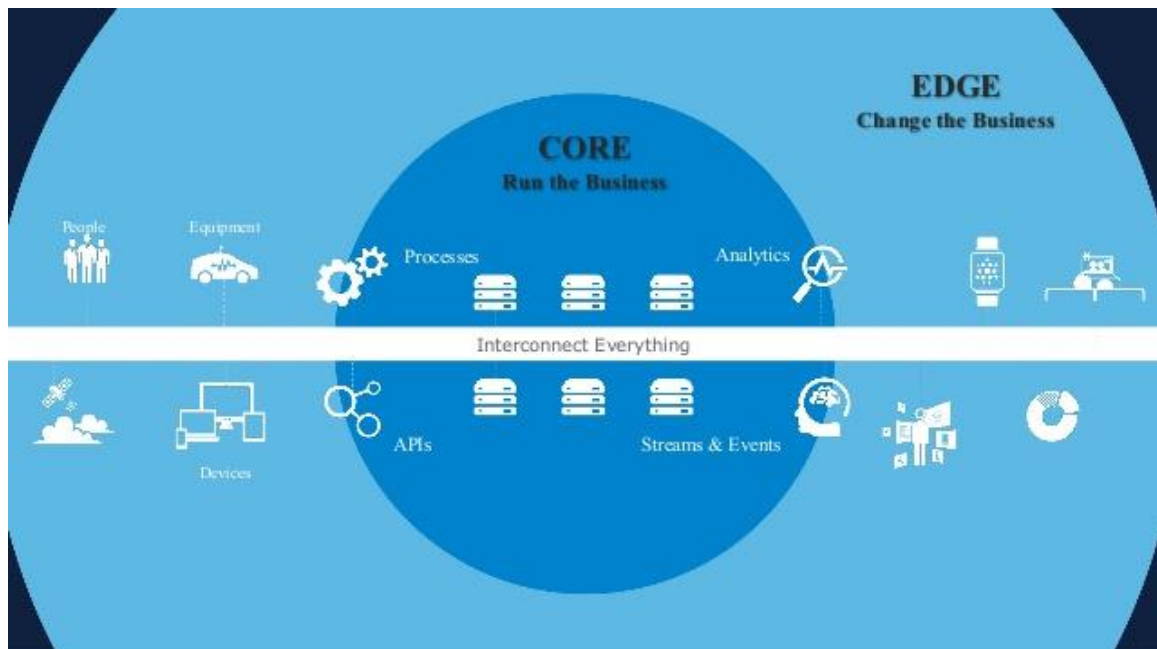 EDGE
Change the Business
CORE
Run the Business
People
Equipment
Processes
Analytics
Interconnect Everything
APIs
Streams & Events
Devices